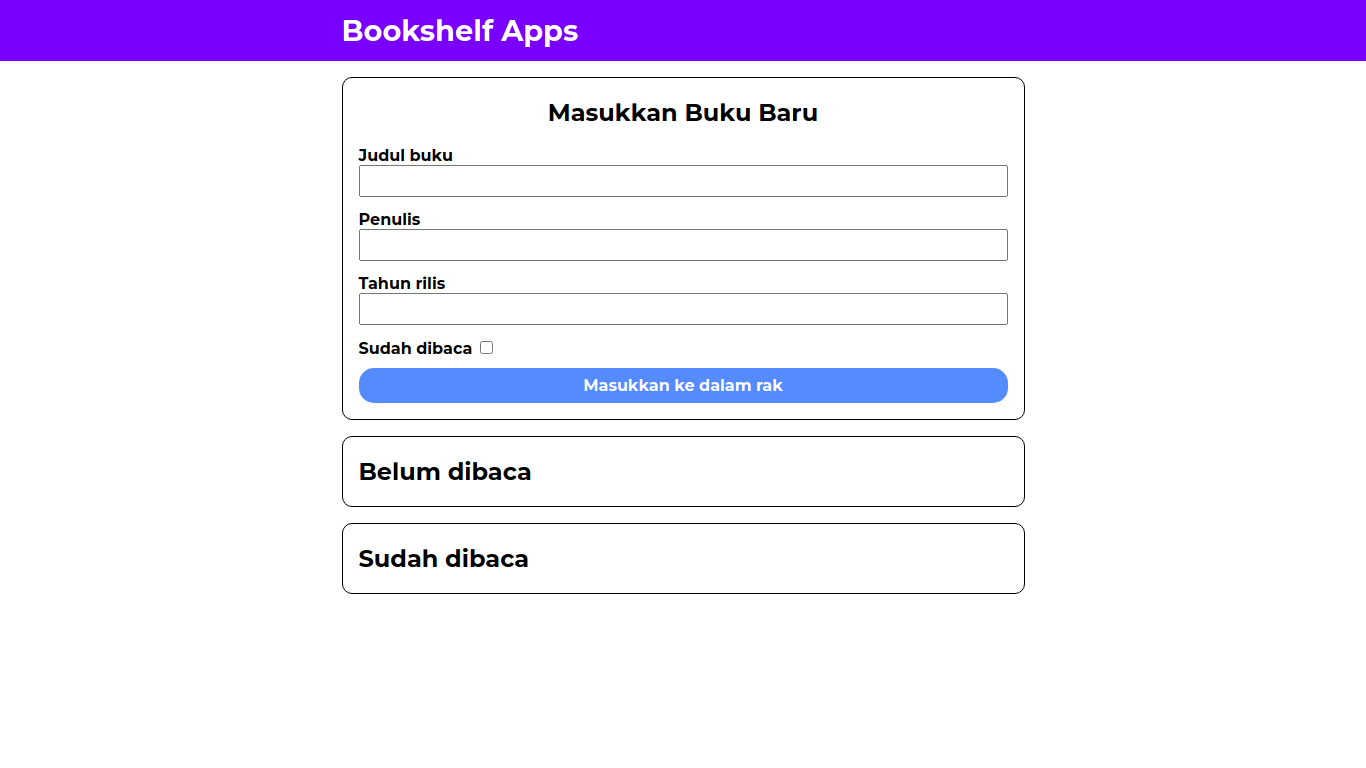 Bookshelf Apps
Masukkan Buku Baru
Judul buku
Penulis
Tahun rilis
Sudah dibaca
Masukkan ke dalam rak
Belum dibaca
Sudah dibaca